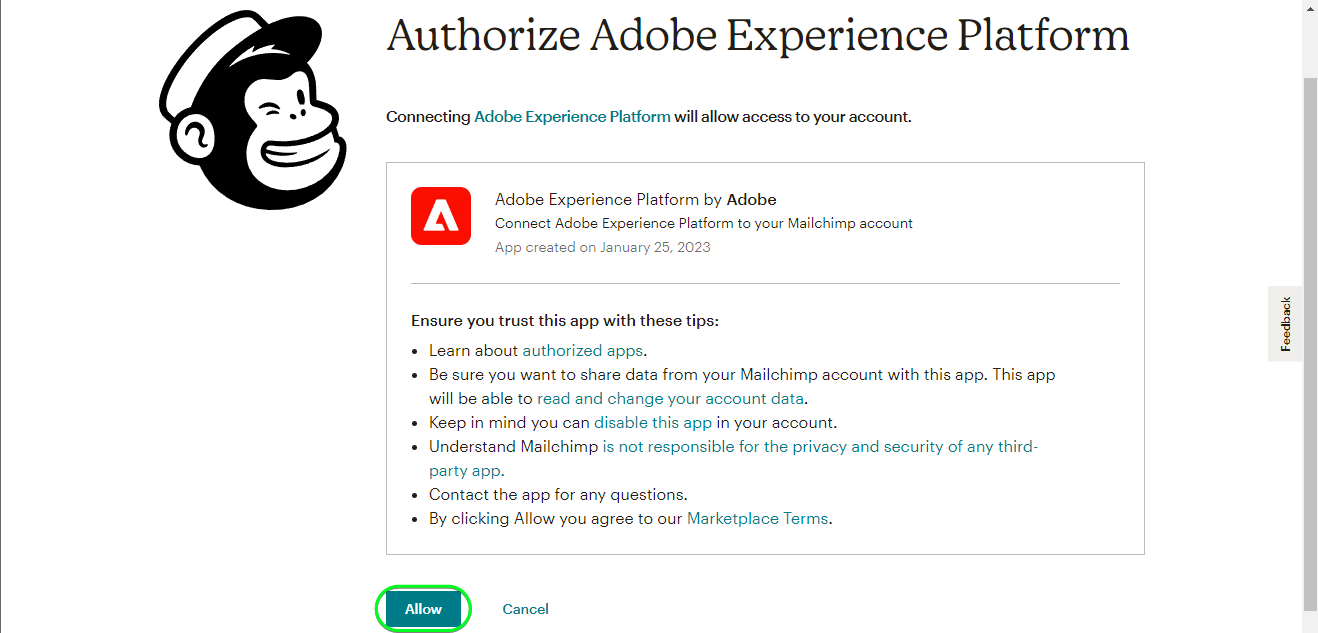 Authorize Adobe Experience Platform
Connecting Adobe Experience Platform will allow access to your account.
Adobe Experience Platform by Adobe
Connect Adobe Experience Platform to your Mailchimp account
App created on January 25, 2023
Ensure you trust this app with these tips:
• Learn about authorized apps.
• Be sure you want to share data from your Mailchimp account with this app. This app
will be able to read and change your account data.
• Keep in mind you can disable this app in your account.
• Understand Mailchimp is not responsible for the privacy and security of any third-
party app.
• Contact the app for any questions.
• By clicking Allow you agree to our Marketplace Terms.
Allow
Cancel
Feedback